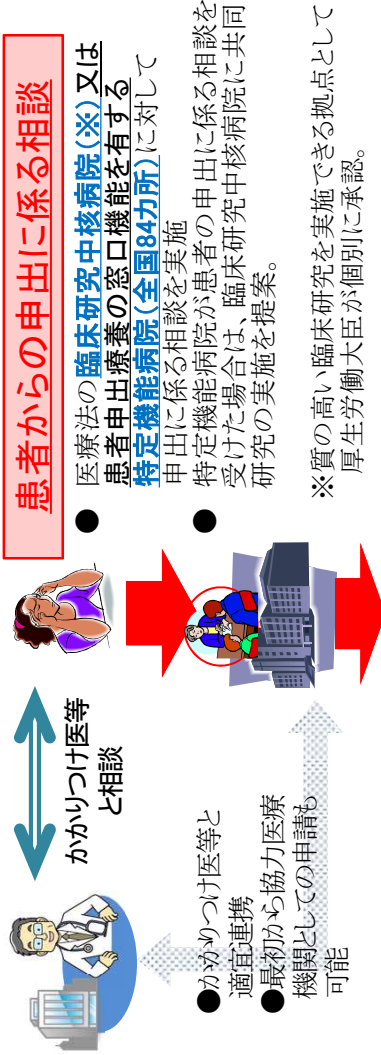 患者からの申出に係る相談
● 医療法の臨床研究中核病院(※)又は
患者申出療養の窓口機能を有する
特定機能病院(全国84カ所)に対して
申出に係る相談を実施
● 特定機能病院が患者の申出に係る相談を
受けた場合は、臨床研究中核病院に共同
研究の実施を提案。
※質の高い臨床研究を実施できる拠点として
厚生労働大臣が個別に承認。
かかりつけ医等
と相談
●かかりつけ医等と
適宜連携
●最初から協力医療
機関としての申請も
可能